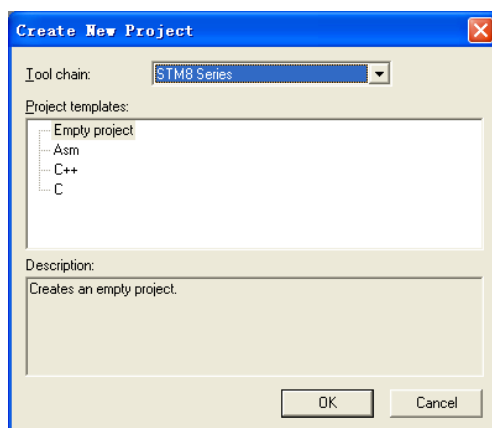 Create New Project
Tool chain: STM8 Series
Project templates:
Empty project
Asm
C++
C
Description:
Creates an empty project.
OK Cancel